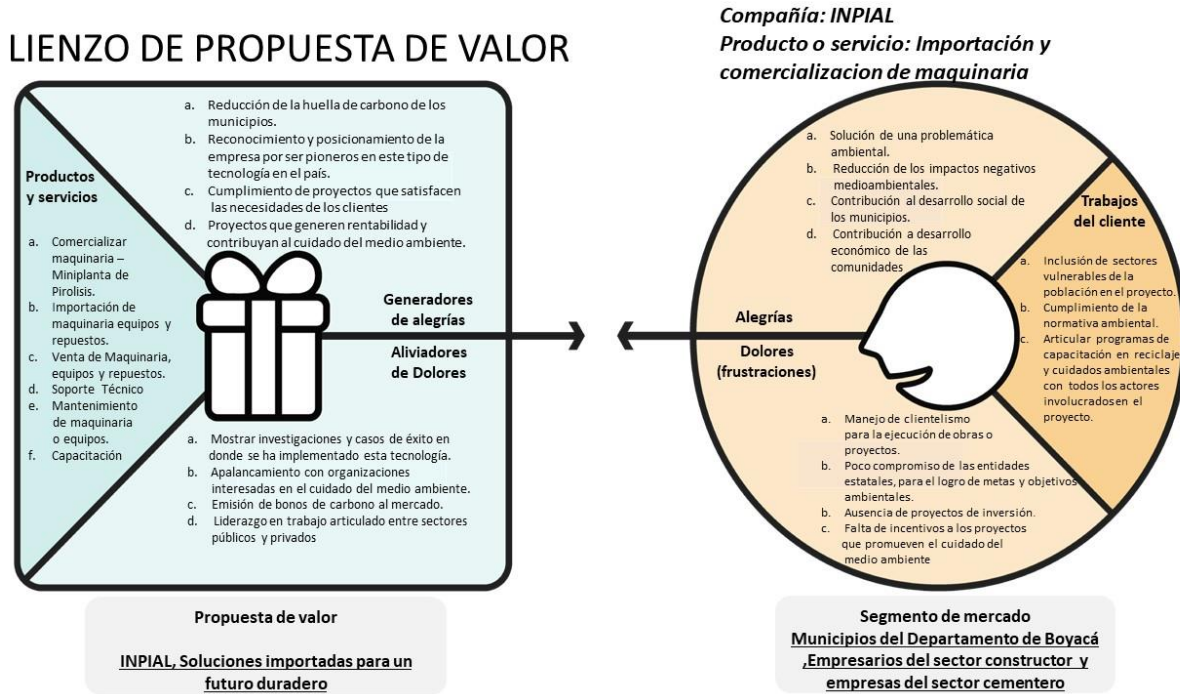 LIENZO DE PROPUESTA DE VALOR
Compañía: INPIAL
Producto o servicio: Importación y
comercializacion de maquinaria
a. Reducción de la huella de carbono de los
municipios.
b. Reconocimiento y posicionamiento de la
empresa por ser pioneros en este tipo de
tecnología en el país.
c. Cumplimiento de proyectos que satisfacen
las necesidades de los clientes
d. Proyectos que generen rentabilidad y
contribuyan al cuidado del medio ambiente.
Productos
y servicios
a. Comercializar
maquinaria –
Miniplanta de
Pirolisis.
b. Importación de
maquinaria equipos y
repuestos.
c. Venta de Maquinaria,
equipos y repuestos.
d. Soporte Técnico
e. Mantenimiento
de maquinaria
o equipos.
f. Capacitación
Generadores
de alegrías
Aliviadores
de Dolores
a. Mostrar investigaciones y casos de éxito en
donde se ha implementado esta tecnología.
b. Apalancamiento con organizaciones
interesadas en el cuidado del medio ambiente.
c. Emisión de bonos de carbono al mercado.
d. Liderazgo en trabajo articulado entre sectores
públicos y privados
Propuesta de valor
INPIAL, Soluciones importadas para un
futuro duradero
a. Solución de una problemática
ambiental.
b. Reducción de los impactos negativos
medioambientales.
c. Contribución al desarrollo social de
los municipios.
d. Contribución a desarrollo
económico de las
comunidades
Trabajos
del cliente
a. Inclusión de sectores
vulnerables de la
población en el proyecto.
b. Cumplimiento de la
normativa ambiental.
c. Articular programas de
capacitación en reciclaje
y cuidados ambientales
con todos los actores
involucrados en el
proyecto.
Alegrías
Dolores
(frustraciones)
a. Manejo de clientelismo
para la ejecución de obras o
proyectos.
b. Poco compromiso de las entidades
estatales, para el logro de metas y objetivos
ambientales.
b. Ausencia de proyectos de inversión.
c. Falta de incentivos a los proyectos
que promueven el cuidado del
medio ambiente
Segmento de mercado
Municipios del Departamento de Boyacá
,Empresarios del sector constructor y
empresas del sector cementero